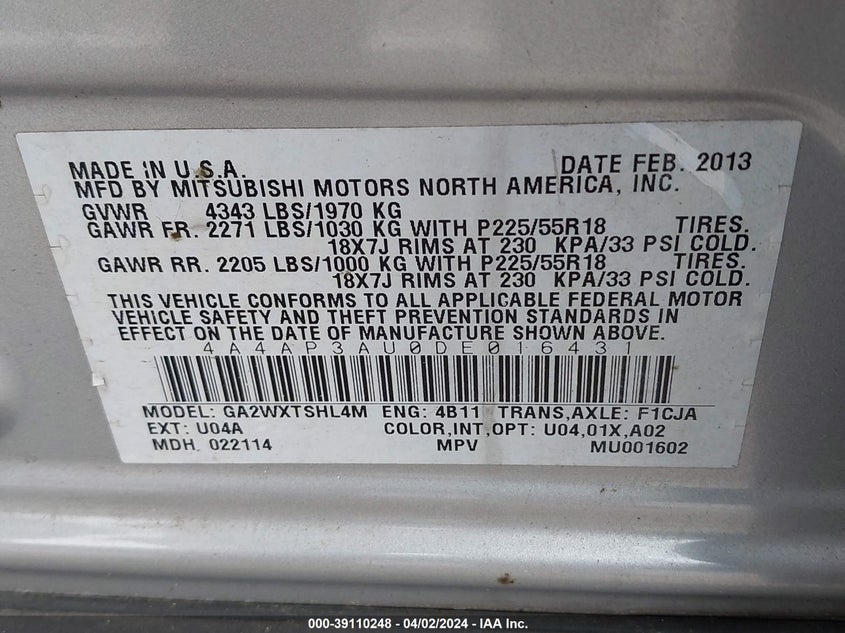 MADE IN U.S.A. DATE FEB. 2013
MFD BY MITSUBISHI MOTORS NORTH AMERICA, INC.
GVWR 4343 LBS/1970 KG
GAWR FR. 2271 LBS/1030 KG WITH P225/55R18 TIRES.
18X7J RIMS AT 230 KPA/33 PSI COLD.
GAWR RR. 2205 LBS/1000 KG WITH P225/55R18 TIRES.
18X7J RIMS AT 230 KPA/33 PSI COLD.
THIS VEHICLE CONFORMS TO ALL APPLICABLE FEDERAL MOTOR
VEHICLE SAFETY AND THEFT PREVENTION STANDARDS IN
EFFECT ON THE DATE OF MANUFACTURE SHOWN ABOVE.
4A4AP3AU0DE016431
MODEL: GA2WXTSHL4M ENG: 4B11 TRANS,AXLE: F1CJA
EXT: U04A COLOR,INT,OPT: U04,01X,A02
MDH. 022114 MPV MU001602
000-39110248 - 04/02/2024 - IAA Inc.